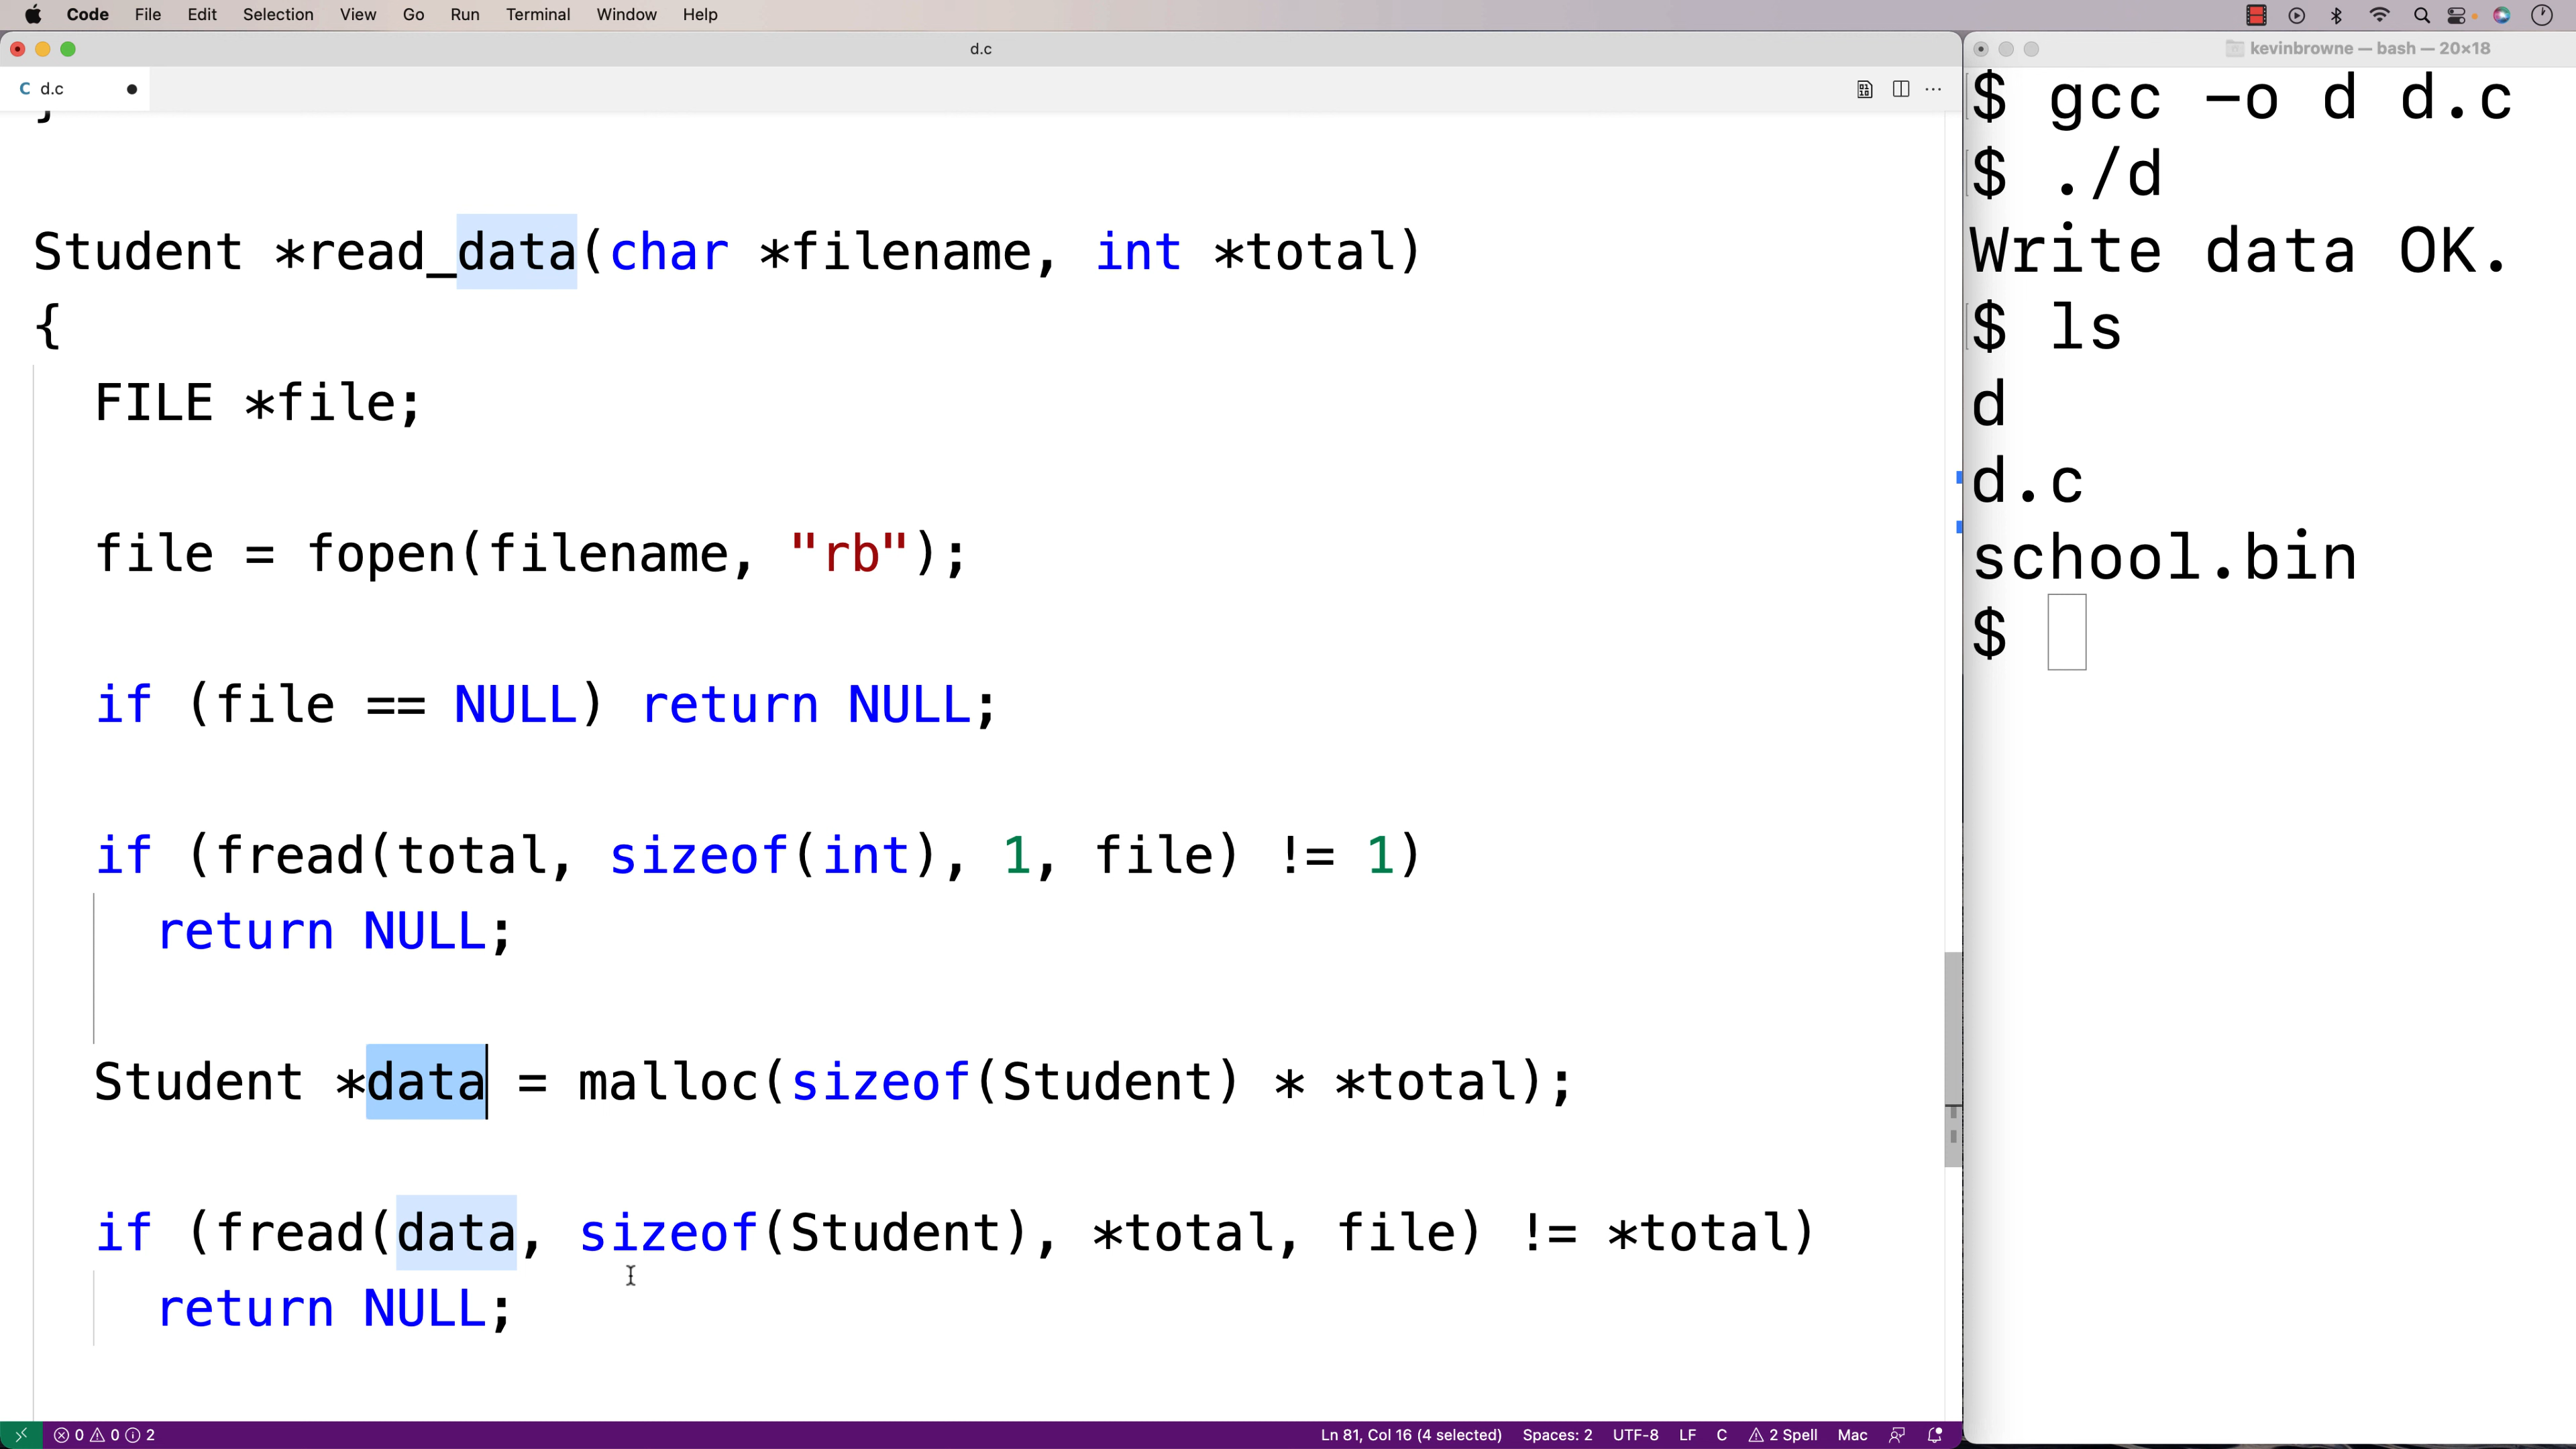 Code File Edit Selection View Go Run Terminal Window Help
d.c
C d.c
}
Student *read_data(char *filename, int *total)
{
FILE *file;
file = fopen(filename, "rb");
if (file == NULL) return NULL;
if (fread(total, sizeof(int), 1, file) != 1)
return NULL;
Student *data = malloc(sizeof(Student) * *total);
if (fread(data, sizeof(Student), *total, file) != *total)
return NULL;
0 0 2
Ln 81, Col 16 (4 selected) Spaces: 2 UTF-8 LF C 2 Spell Mac
kevinbrowne — bash — 20×18
$ gcc -o d d.c
$ ./d
Write data OK.
$ ls
d
d.c
school.bin
$